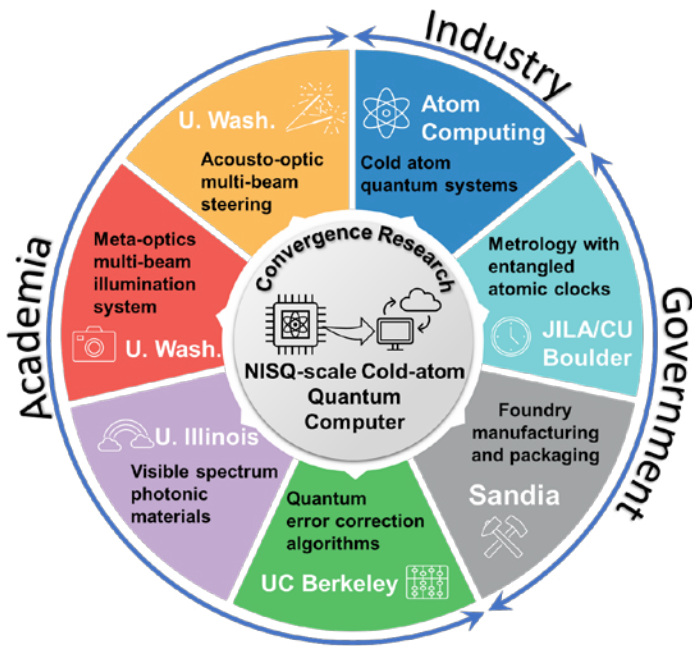 Industry
Atom
Computing
Cold atom
quantum systems
Government
Metrology with
entangled
atomic clocks
JILA/CU
Boulder
Foundry
manufacturing
and packaging
Sandia
Quantum
error correction
algorithms
UC Berkeley
Academia
U. Illinois
Visible spectrum
photonic
materials
Meta-optics
multi-beam
illumination
system
U. Wash.
U. Wash.
Acousto-optic
multi-beam
steering
Convergence Research
NISQ-scale Cold-atom
Quantum
Computer